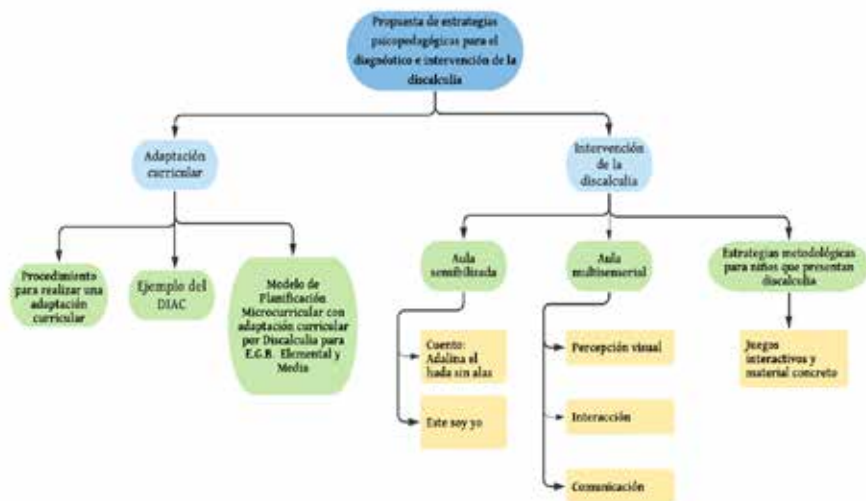 Propuesta de estrategias
psicopedagógicas para el
diagnóstico e intervención de la
discalculia
Adaptación
curricular
Intervención
de la
discalculia
Procedimiento
para realizar una
adaptación
curricular
Ejemplo del
DIAC
Modelo de
Planificación
Microcurricular con
adaptación curricular
por Discalculia para
E.G.B. Elemental y
Media
Aula
sensibilizada
Aula
multisensorial
Estrategias metodológicas
para niños que presentan
discalculia
Cuento:
Adalina el
hada sin alas
Este soy yo
Percepción visual
Interacción
Comunicación
Juegos
interactivos y
material concreto